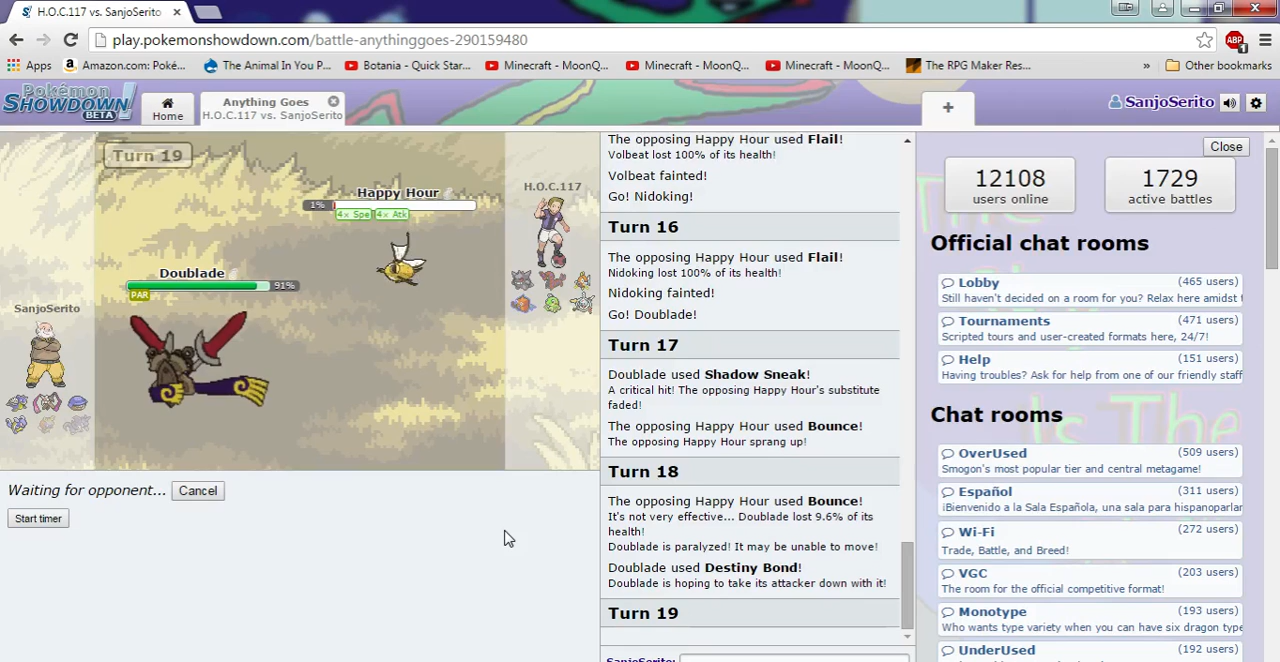 H.O.C.117 vs. SanjoSerito ×
play.pokemonshowdown.com/battle-anythinggoes-290159480
ABP
1
Apps
Amazon.com: Poké...
The Animal In You P...
Botania - Quick Star...
Minecraft - MoonQ...
Minecraft - MoonQ...
Minecraft - MoonQ...
The RPG Maker Res...
»
Other bookmarks
Pokémon
SHOWDOWN!
BETA
Home
Anything Goes
H.O.C.117 vs. SanjoSerito
+
SanjoSerito
Turn 19
Happy Hour
1%
4x Spe 4x Atk
H.O.C.117
Doublade
91%
PAR
SanjoSerito
Waiting for opponent... Cancel
Start timer
The opposing Happy Hour used Flail!
Volbeat lost 100% of its health!
Volbeat fainted!
Go! Nidoking!
Turn 16
The opposing Happy Hour used Flail!
Nidoking lost 100% of its health!
Nidoking fainted!
Go! Doublade!
Turn 17
Doublade used Shadow Sneak!
A critical hit! The opposing Happy Hour's substitute
faded!
The opposing Happy Hour used Bounce!
The opposing Happy Hour sprang up!
Turn 18
The opposing Happy Hour used Bounce!
It's not very effective... Doublade lost 9.6% of its
health!
Doublade is paralyzed! It may be unable to move!
Doublade used Destiny Bond!
Doublade is hoping to take its attacker down with it!
Turn 19
SanjoSerito:
Close
12108
users online
1729
active battles
Official chat rooms
Lobby (465 users)
Still haven't decided on a room for you? Relax here amidst t
Tournaments (471 users)
Scripted tours and user-created formats here, 24/7!
Help (151 users)
Having troubles? Ask for help from one of our friendly staff
Chat rooms
OverUsed (509 users)
Smogon's most popular tier and central metagame!
Español (311 users)
¡Bienvenido a la Sala Española, una sala para hispanoparlan
Wi-Fi (272 users)
Trade, Battle, and Breed!
VGC (203 users)
The room for the official competitive format!
Monotype (193 users)
Who wants type variety when you can have six dragon type
UnderUsed (192 users)